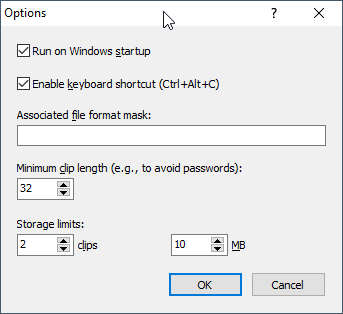 Options
Run on Windows startup
Enable keyboard shortcut (Ctrl+Alt+C)
Associated file format mask:
Minimum clip length (e.g., to avoid passwords):
32
Storage limits:
2 clips 10 MB
OK Cancel